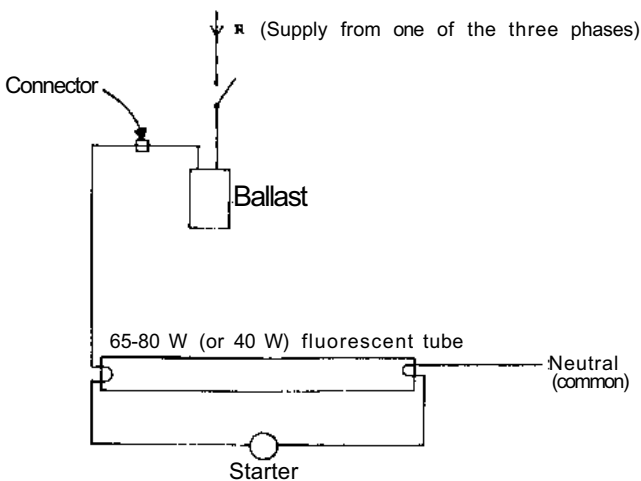 R (Supply from one of the three phases)
Connector
Ballast
65-80 W (or 40 W) fluorescent tube
Neutral
(common)
Starter